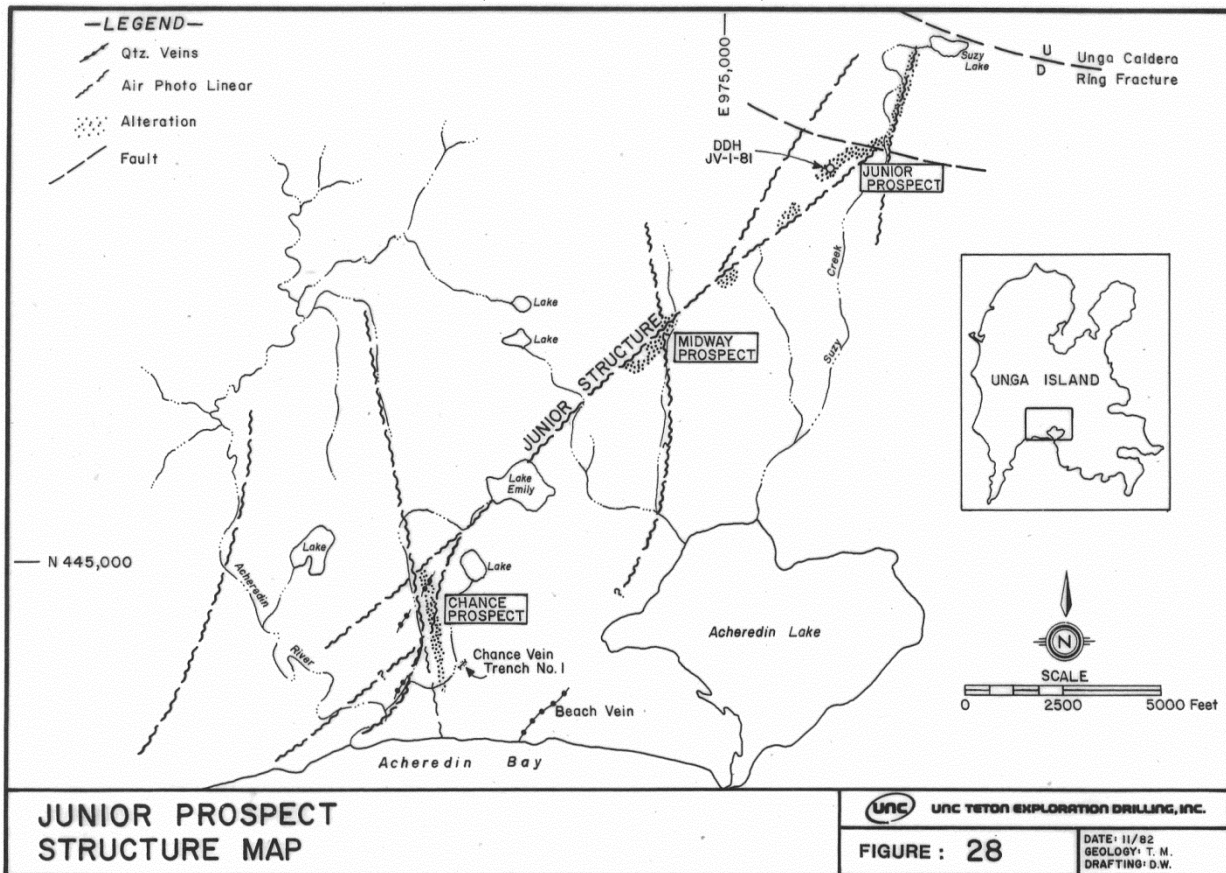 —LEGEND—
Qtz. Veins
Air Photo Linear
Alteration
Fault
E 975,000
Suzy
Lake
U
D
Unga Caldera
Ring Fracture
DDH
JV-1-81
JUNIOR
PROSPECT
Creek
Suzy
Lake
Lake
JUNIOR STRUCTURE
MIDWAY
PROSPECT
UNGA ISLAND
Lake
Emily
N 445,000
Lake
Lake
Acheredin
River
CHANCE
PROSPECT
?
?
Chance Vein
Trench No. 1
Beach Vein
Acheredin Lake
Acheredin Bay
N
SCALE
0 2500 5000 Feet
JUNIOR PROSPECT
STRUCTURE MAP
UNC UNC TETON EXPLORATION DRILLING, INC.
FIGURE : 28
DATE: 11/82
GEOLOGY: T. M.
DRAFTING: D.W.